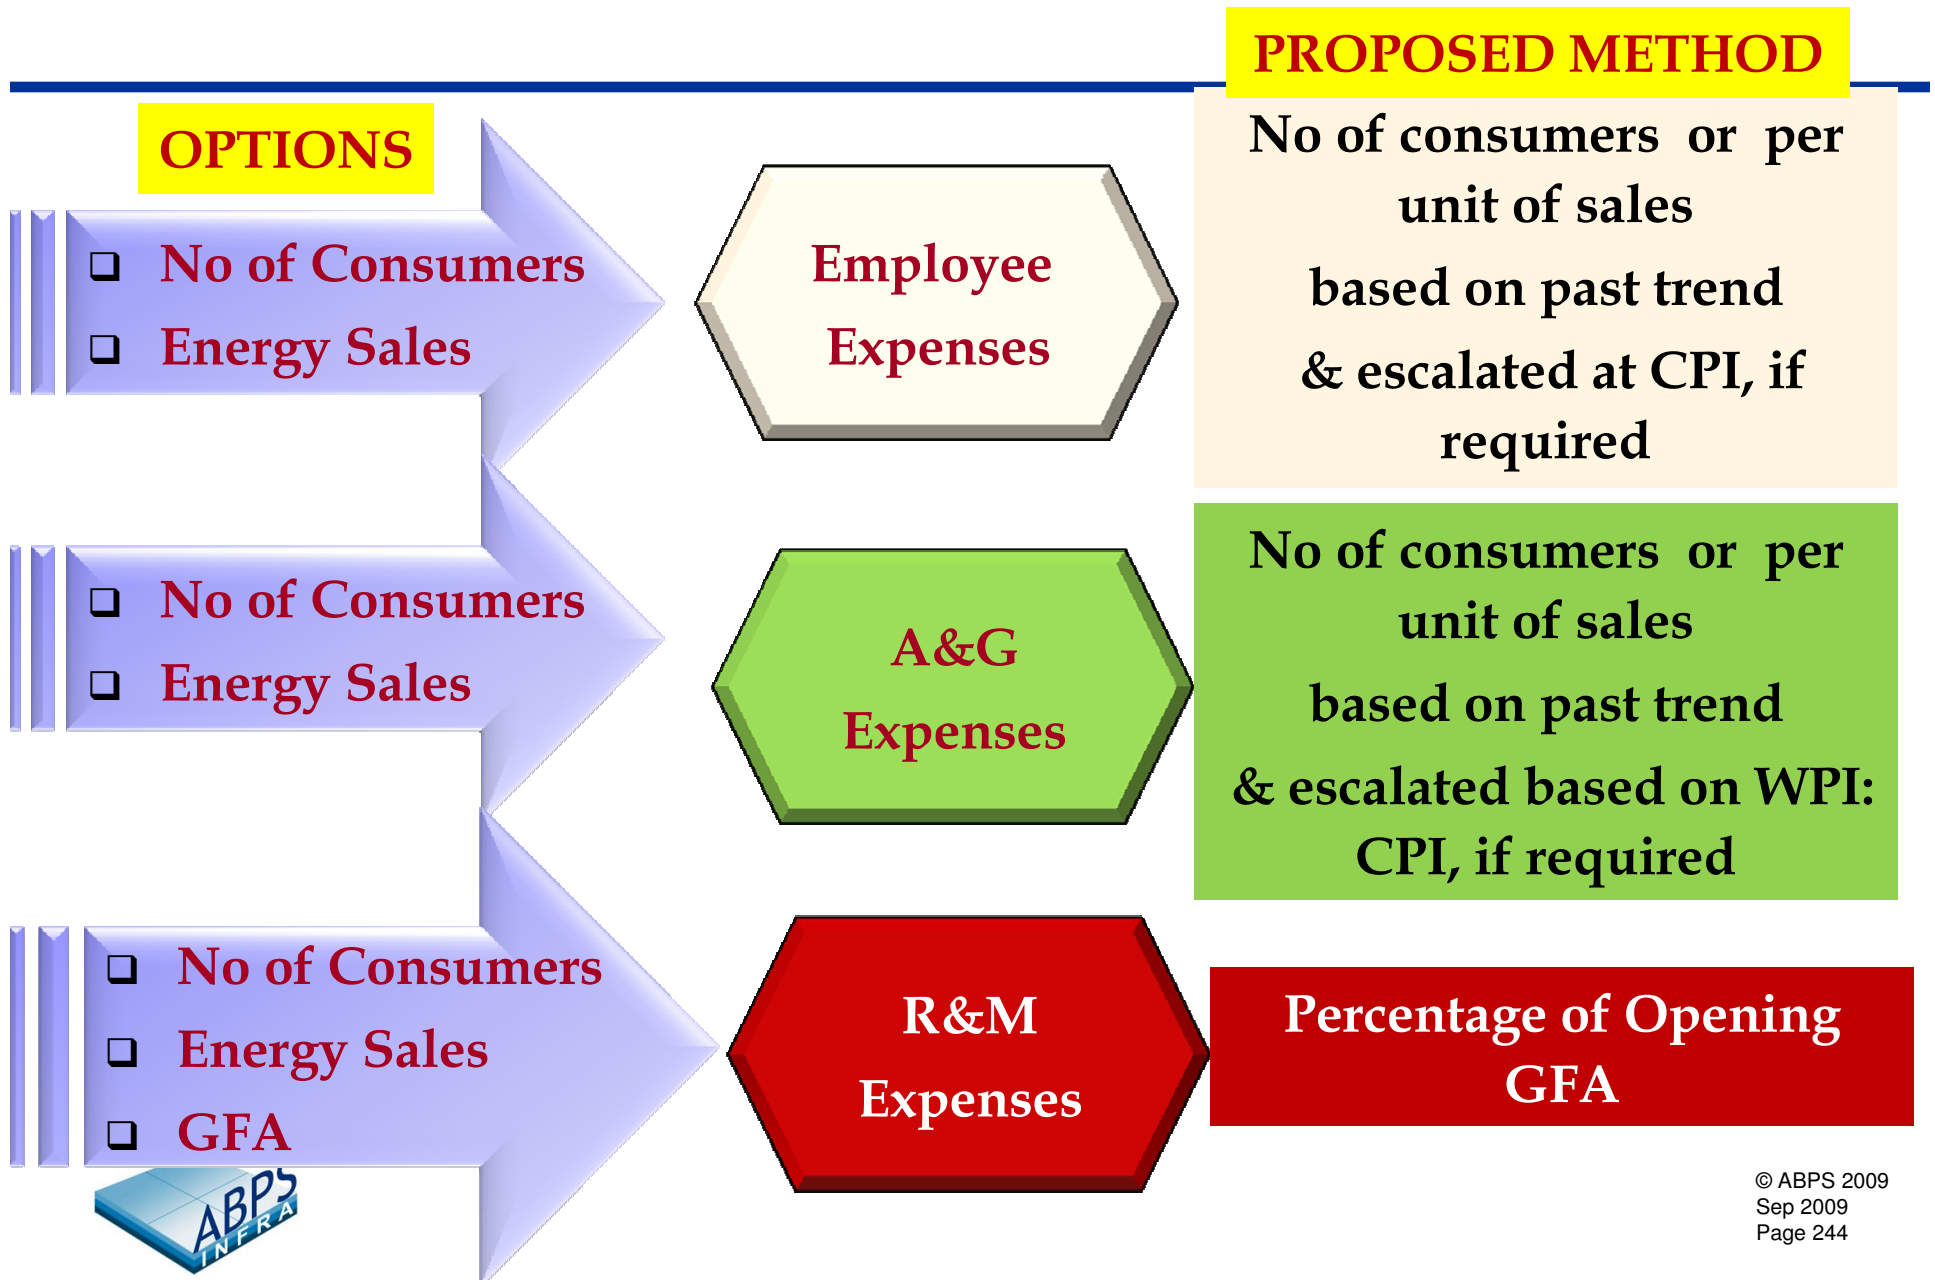 PROPOSED METHOD
OPTIONS
❑ No of Consumers
❑ Energy Sales
Employee
Expenses
No of consumers or per
unit of sales
based on past trend
& escalated at CPI, if
required
❑ No of Consumers
❑ Energy Sales
A&G
Expenses
No of consumers or per
unit of sales
based on past trend
& escalated based on WPI:
CPI, if required
❑ No of Consumers
❑ Energy Sales
❑ GFA
R&M
Expenses
Percentage of Opening
GFA
ABPS
INFRA
© ABPS 2009
Sep 2009
Page 244